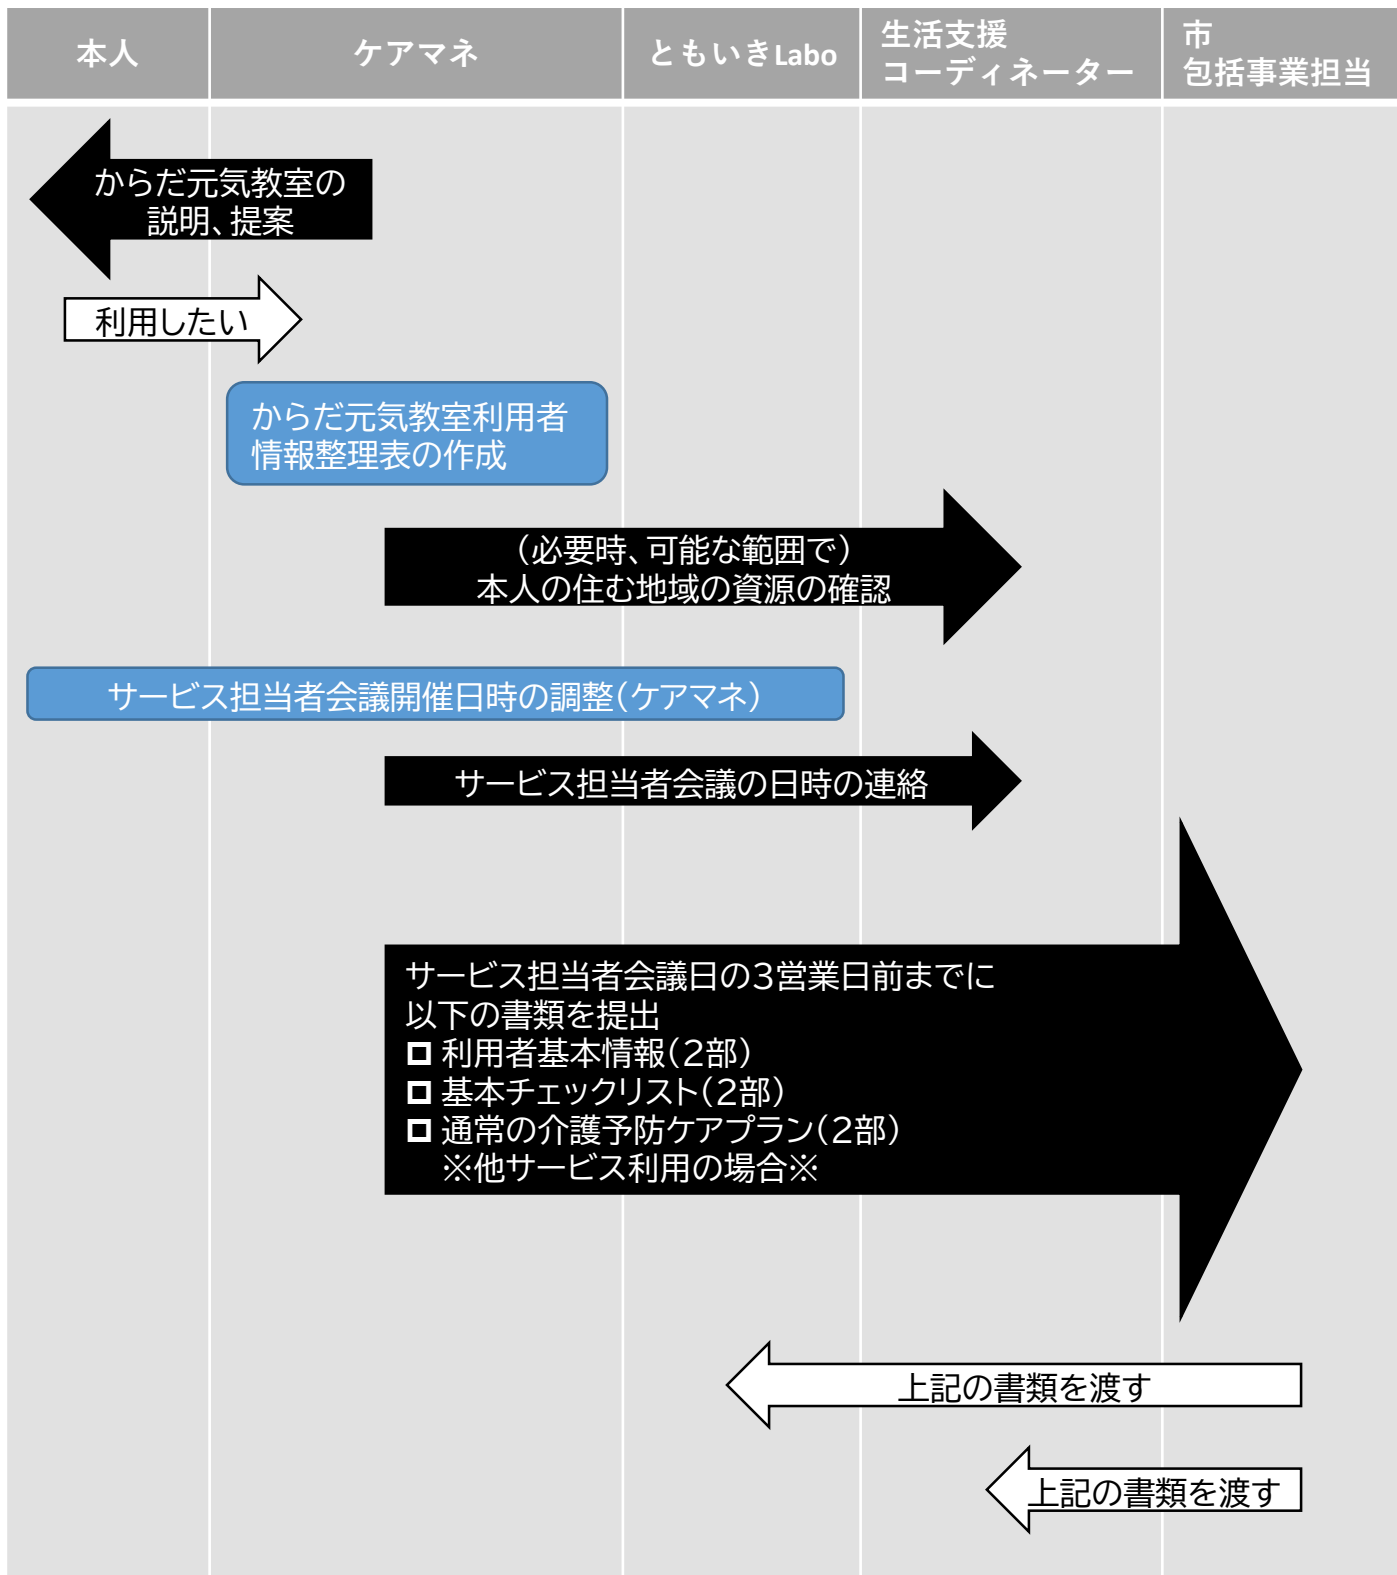 本人
ケアマネ
ともいきLabo
生活支援
コーディネーター
市
包括事業担当
からだ元気教室の
説明、提案
利用したい
からだ元気教室利用者
情報整理表の作成
（必要時、可能な範囲で）
本人の住む地域の資源の確認
サービス担当者会議開催日時の調整（ケアマネ）
サービス担当者会議の日時の連絡
サービス担当者会議日の３営業日前までに
以下の書類を提出
利用者基本情報（２部）
基本チェックリスト（２部）
通常の介護予防ケアプラン（２部）
※他サービス利用の場合※
上記の書類を渡す
上記の書類を渡す